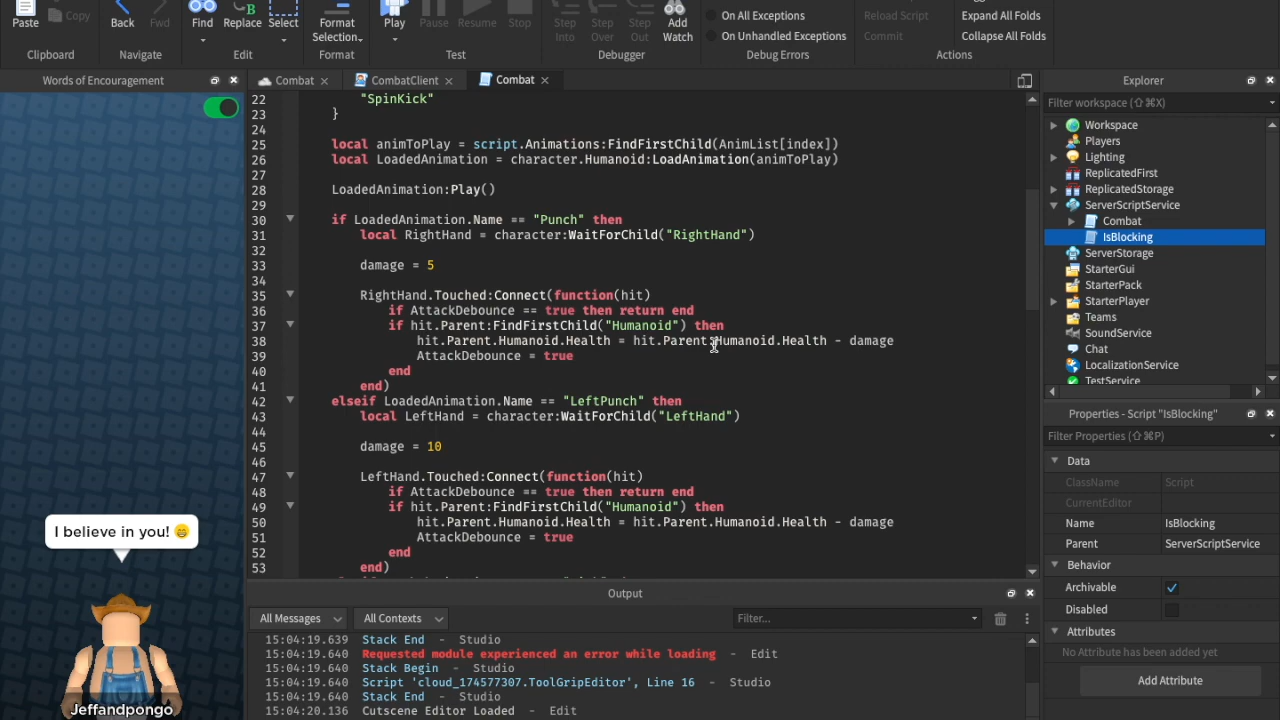 Paste
Copy
Clipboard
Back
Fwd
Navigate
Find
Replace
Select
Edit
Format
Selection
Format
Play
Pause
Resume
Stop
Test
Step
Into
Step
Over
Step
Out
Add
Watch
Debugger
On All Exceptions
On Unhandled Exceptions
Debug Errors
Reload Script
Commit
Expand All Folds
Collapse All Folds
Actions
Words of Encouragement
Combat
CombatClient
Combat
22 "SpinKick"
23 }
24
25 local animToPlay = script.Animations:FindFirstChild(AnimList[index])
26 local LoadedAnimation = character.Humanoid:LoadAnimation(animToPlay)
27
28 LoadedAnimation:Play()
29
30 if LoadedAnimation.Name == "Punch" then
31 local RightHand = character:WaitForChild("RightHand")
32
33 damage = 5
34
35 RightHand.Touched:Connect(function(hit)
36 if AttackDebounce == true then return end
37 if hit.Parent:FindFirstChild("Humanoid") then
38 hit.Parent.Humanoid.Health = hit.Parent.Humanoid.Health - damage
39 AttackDebounce = true
40 end
41 end)
42 elseif LoadedAnimation.Name == "LeftPunch" then
43 local LeftHand = character:WaitForChild("LeftHand")
44
45 damage = 10
46
47 LeftHand.Touched:Connect(function(hit)
48 if AttackDebounce == true then return end
49 if hit.Parent:FindFirstChild("Humanoid") then
50 hit.Parent.Humanoid.Health = hit.Parent.Humanoid.Health - damage
51 AttackDebounce = true
52 end
53 end)
I believe in you! 😄
Jeffandpongo
Output
All Messages
All Contexts
Filter...
15:04:19.639 Stack End - Studio
15:04:19.640 Requested module experienced an error while loading - Edit
15:04:19.640 Stack Begin - Studio
15:04:19.640 Script 'cloud_174577307.ToolGripEditor', Line 16 - Studio
15:04:19.640 Stack End - Studio
15:04:20.136 Cutscene Editor Loaded - Edit
Explorer
Filter workspace (⇧⌘X)
Workspace
Players
Lighting
ReplicatedFirst
ReplicatedStorage
ServerScriptService
Combat
IsBlocking
ServerStorage
StarterGui
StarterPack
StarterPlayer
Teams
SoundService
Chat
LocalizationService
TestService
Properties - Script "IsBlocking"
Filter Properties (⇧⌘P)
Data
ClassName Script
CurrentEditor
Name IsBlocking
Parent ServerScriptService
Behavior
Archivable
Disabled
Attributes
No Attribute has been added yet
Add Attribute